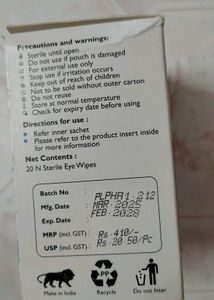 Precautions and warnings:
Sterile until open
Do not use if pouch is damaged
For external use only
Stop use if irritation occurs
Keep out of reach of children
Not to be sold without outer carton
Do not reuse
Store at normal temperature
Check for expiry date before using
Directions for use :
• Refer inner sachet
• Please refer to the product insert inside
for more information
Net Contents :
20 N Sterile Eye Wipes
Batch No : PLPHA1-242
Mfg. Date : MAR 2025
Exp. Date : FEB 2028
MRP (incl. GST) : Rs.410/-
USP (incl. GST) : Rs.20.50/Pc
PP
Make in India
Recycle
Do not litter